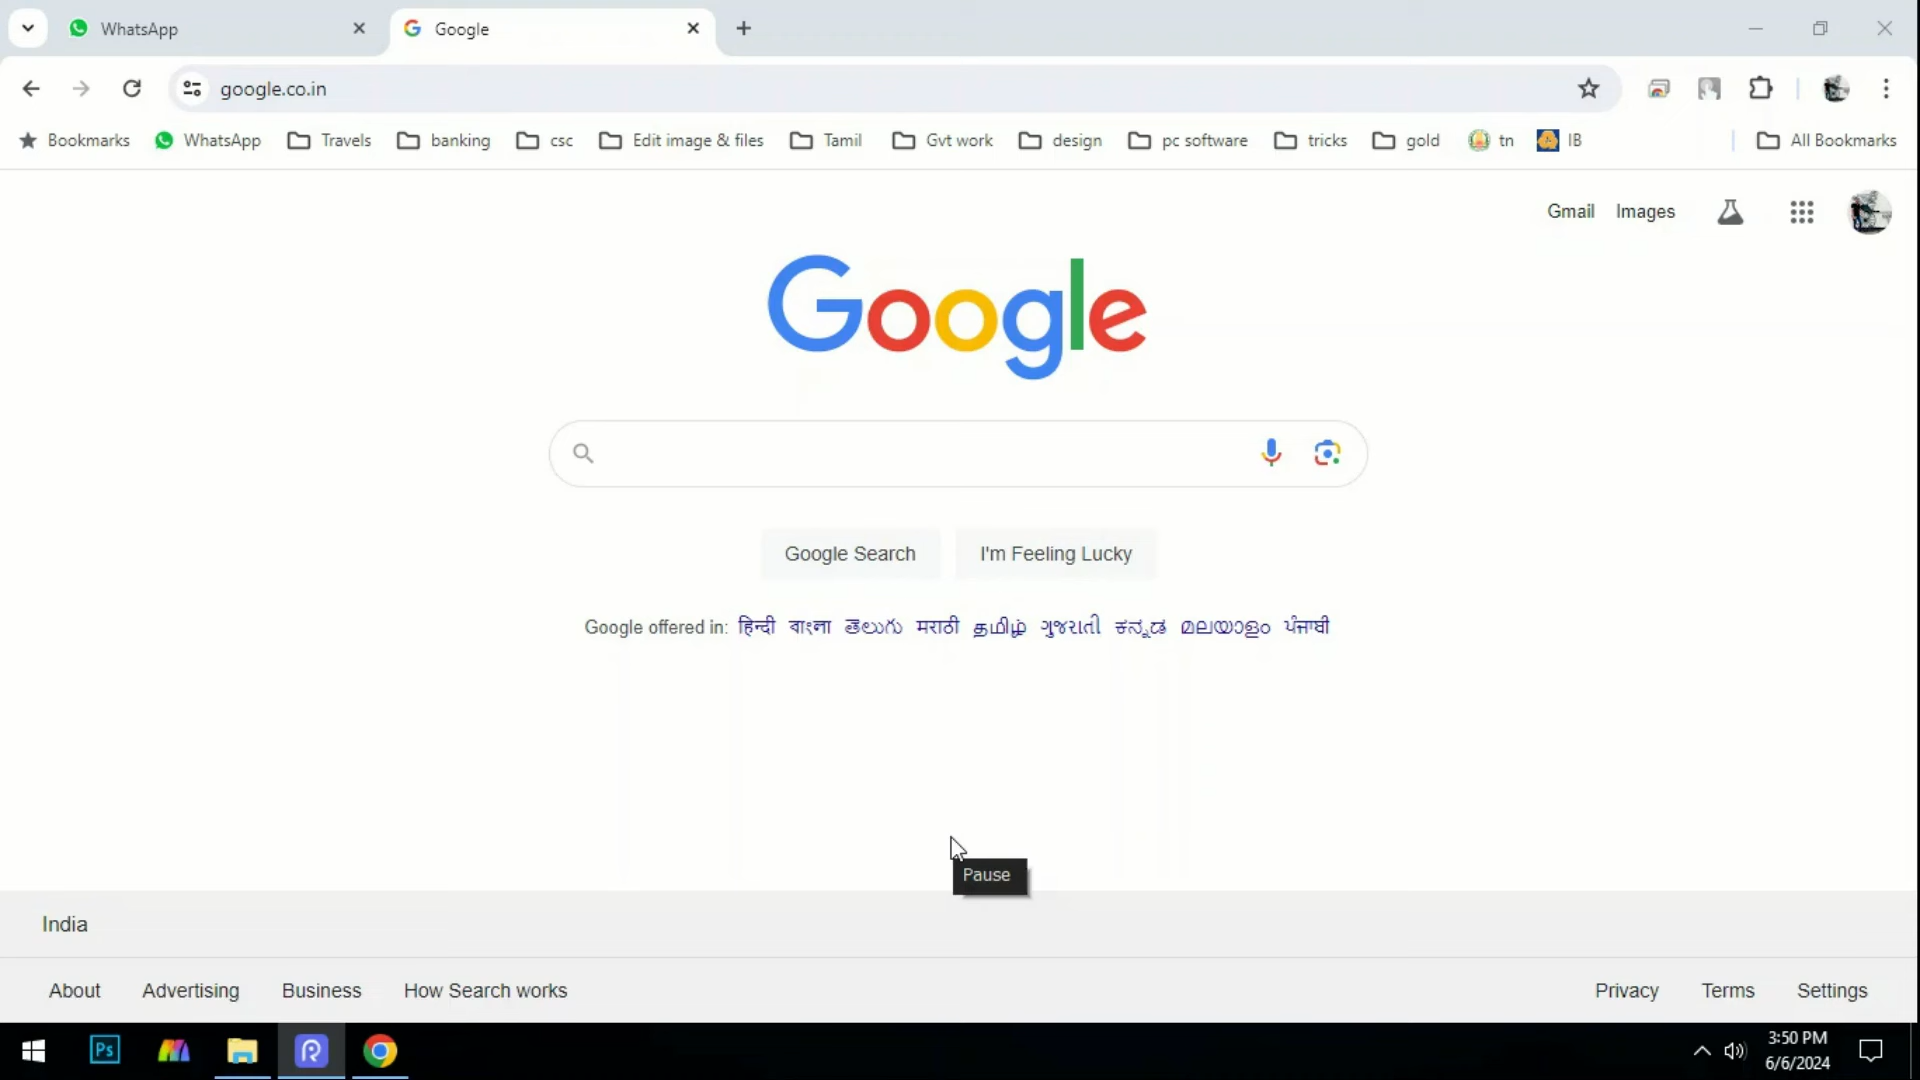 WhatsApp
Google
google.co.in
Bookmarks WhatsApp Travels banking csc Edit image & files Tamil Gvt work design pc software tricks gold tn IB All Bookmarks
Gmail Images
Google
Google Search I'm Feeling Lucky
Google offered in: हिन्दी বাংলা తెలుగు मराठी தமிழ் ગુજરાતી ಕನ್ನಡ മലയാളം ਪੰਜਾਬੀ
Pause
India
About Advertising Business How Search works Privacy Terms Settings
Ps
3:50 PM
6/6/2024